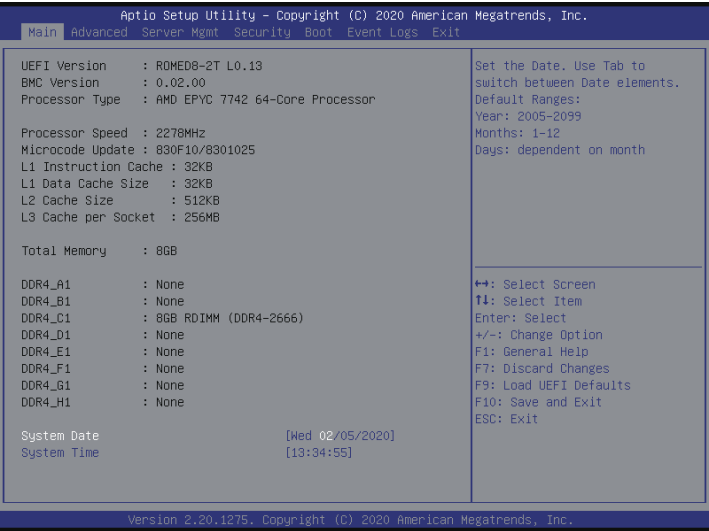 Aptio Setup Utility – Copyright (C) 2020 American Megatrends, Inc.
Main Advanced Server Mgmt Security Boot Event Logs Exit
UEFI Version : ROMED8-2T L0.13
BMC Version : 0.02.00
Processor Type : AMD EPYC 7742 64-Core Processor
Processor Speed : 2278MHz
Microcode Update : 830F10/8301025
L1 Instruction Cache : 32KB
L1 Data Cache Size : 32KB
L2 Cache Size : 512KB
L3 Cache per Socket : 256MB
Total Memory : 8GB
DDR4_A1 : None
DDR4_B1 : None
DDR4_C1 : 8GB RDIMM (DDR4-2666)
DDR4_D1 : None
DDR4_E1 : None
DDR4_F1 : None
DDR4_G1 : None
DDR4_H1 : None
System Date [Wed 02/05/2020]
System Time [13:34:55]
Set the Date. Use Tab to
switch between Date elements.
Default Ranges:
Year: 2005-2099
Months: 1-12
Days: dependent on month
↔: Select Screen
↑↓: Select Item
Enter: Select
+/-: Change Option
F1: General Help
F7: Discard Changes
F9: Load UEFI Defaults
F10: Save and Exit
ESC: Exit
Version 2.20.1275. Copyright (C) 2020 American Megatrends, Inc.